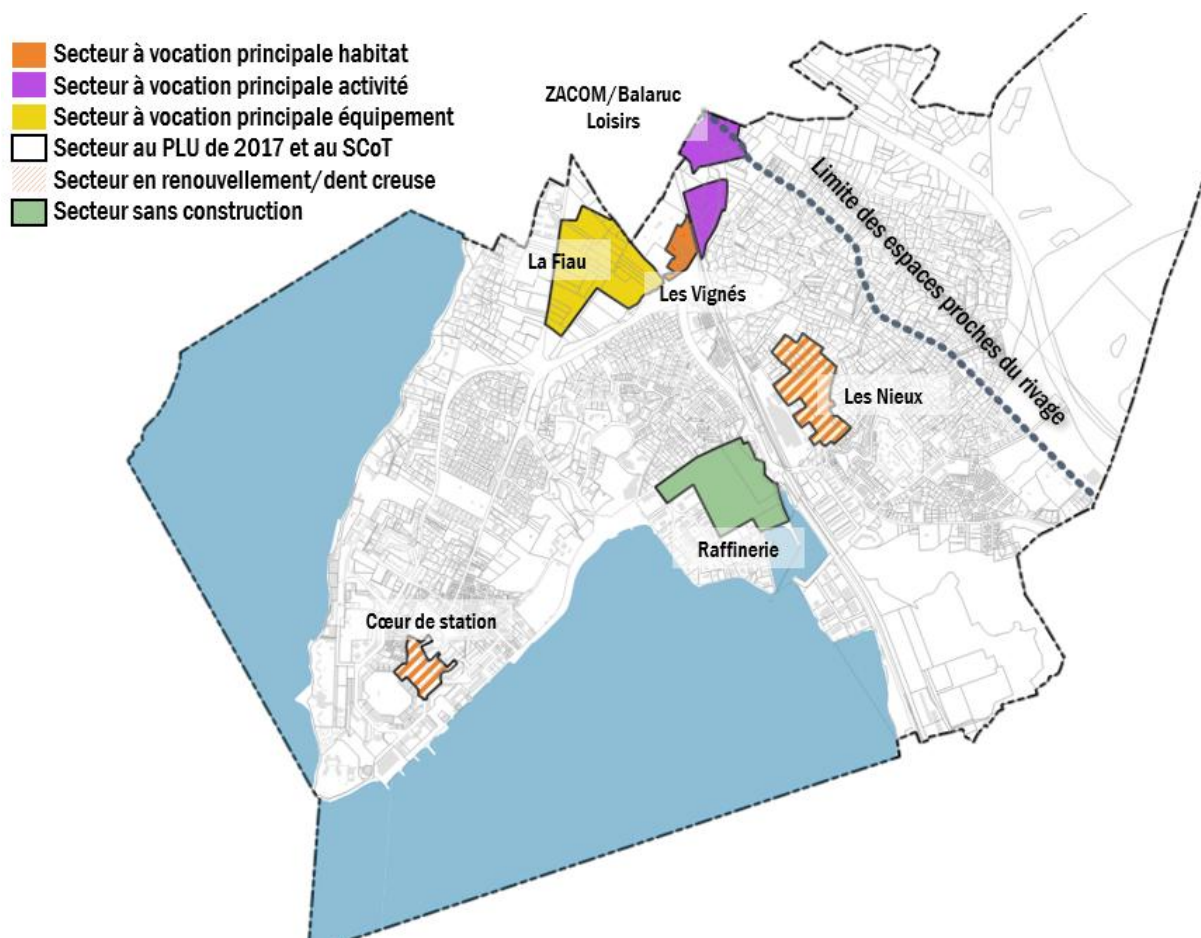 Secteur à vocation principale habitat
Secteur à vocation principale activité
Secteur à vocation principale équipement
Secteur au PLU de 2017 et au SCoT
Secteur en renouvellement/dent creuse
Secteur sans construction
ZACOM/Balaruc
Loisirs
Limite des espaces proches du rivage
La Fiau
Les Vignés
Les Nieux
Raffinerie
Cœur de station